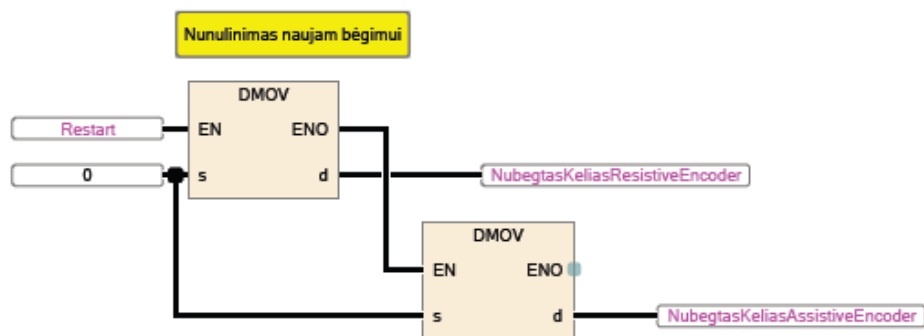 Nunulinimas naujam bėgimui
DMOV
Restart EN ENO
0 s d NubegtasKeliasResistiveEncoder
DMOV
EN ENO
s d NubegtasKeliasAssistiveEncoder